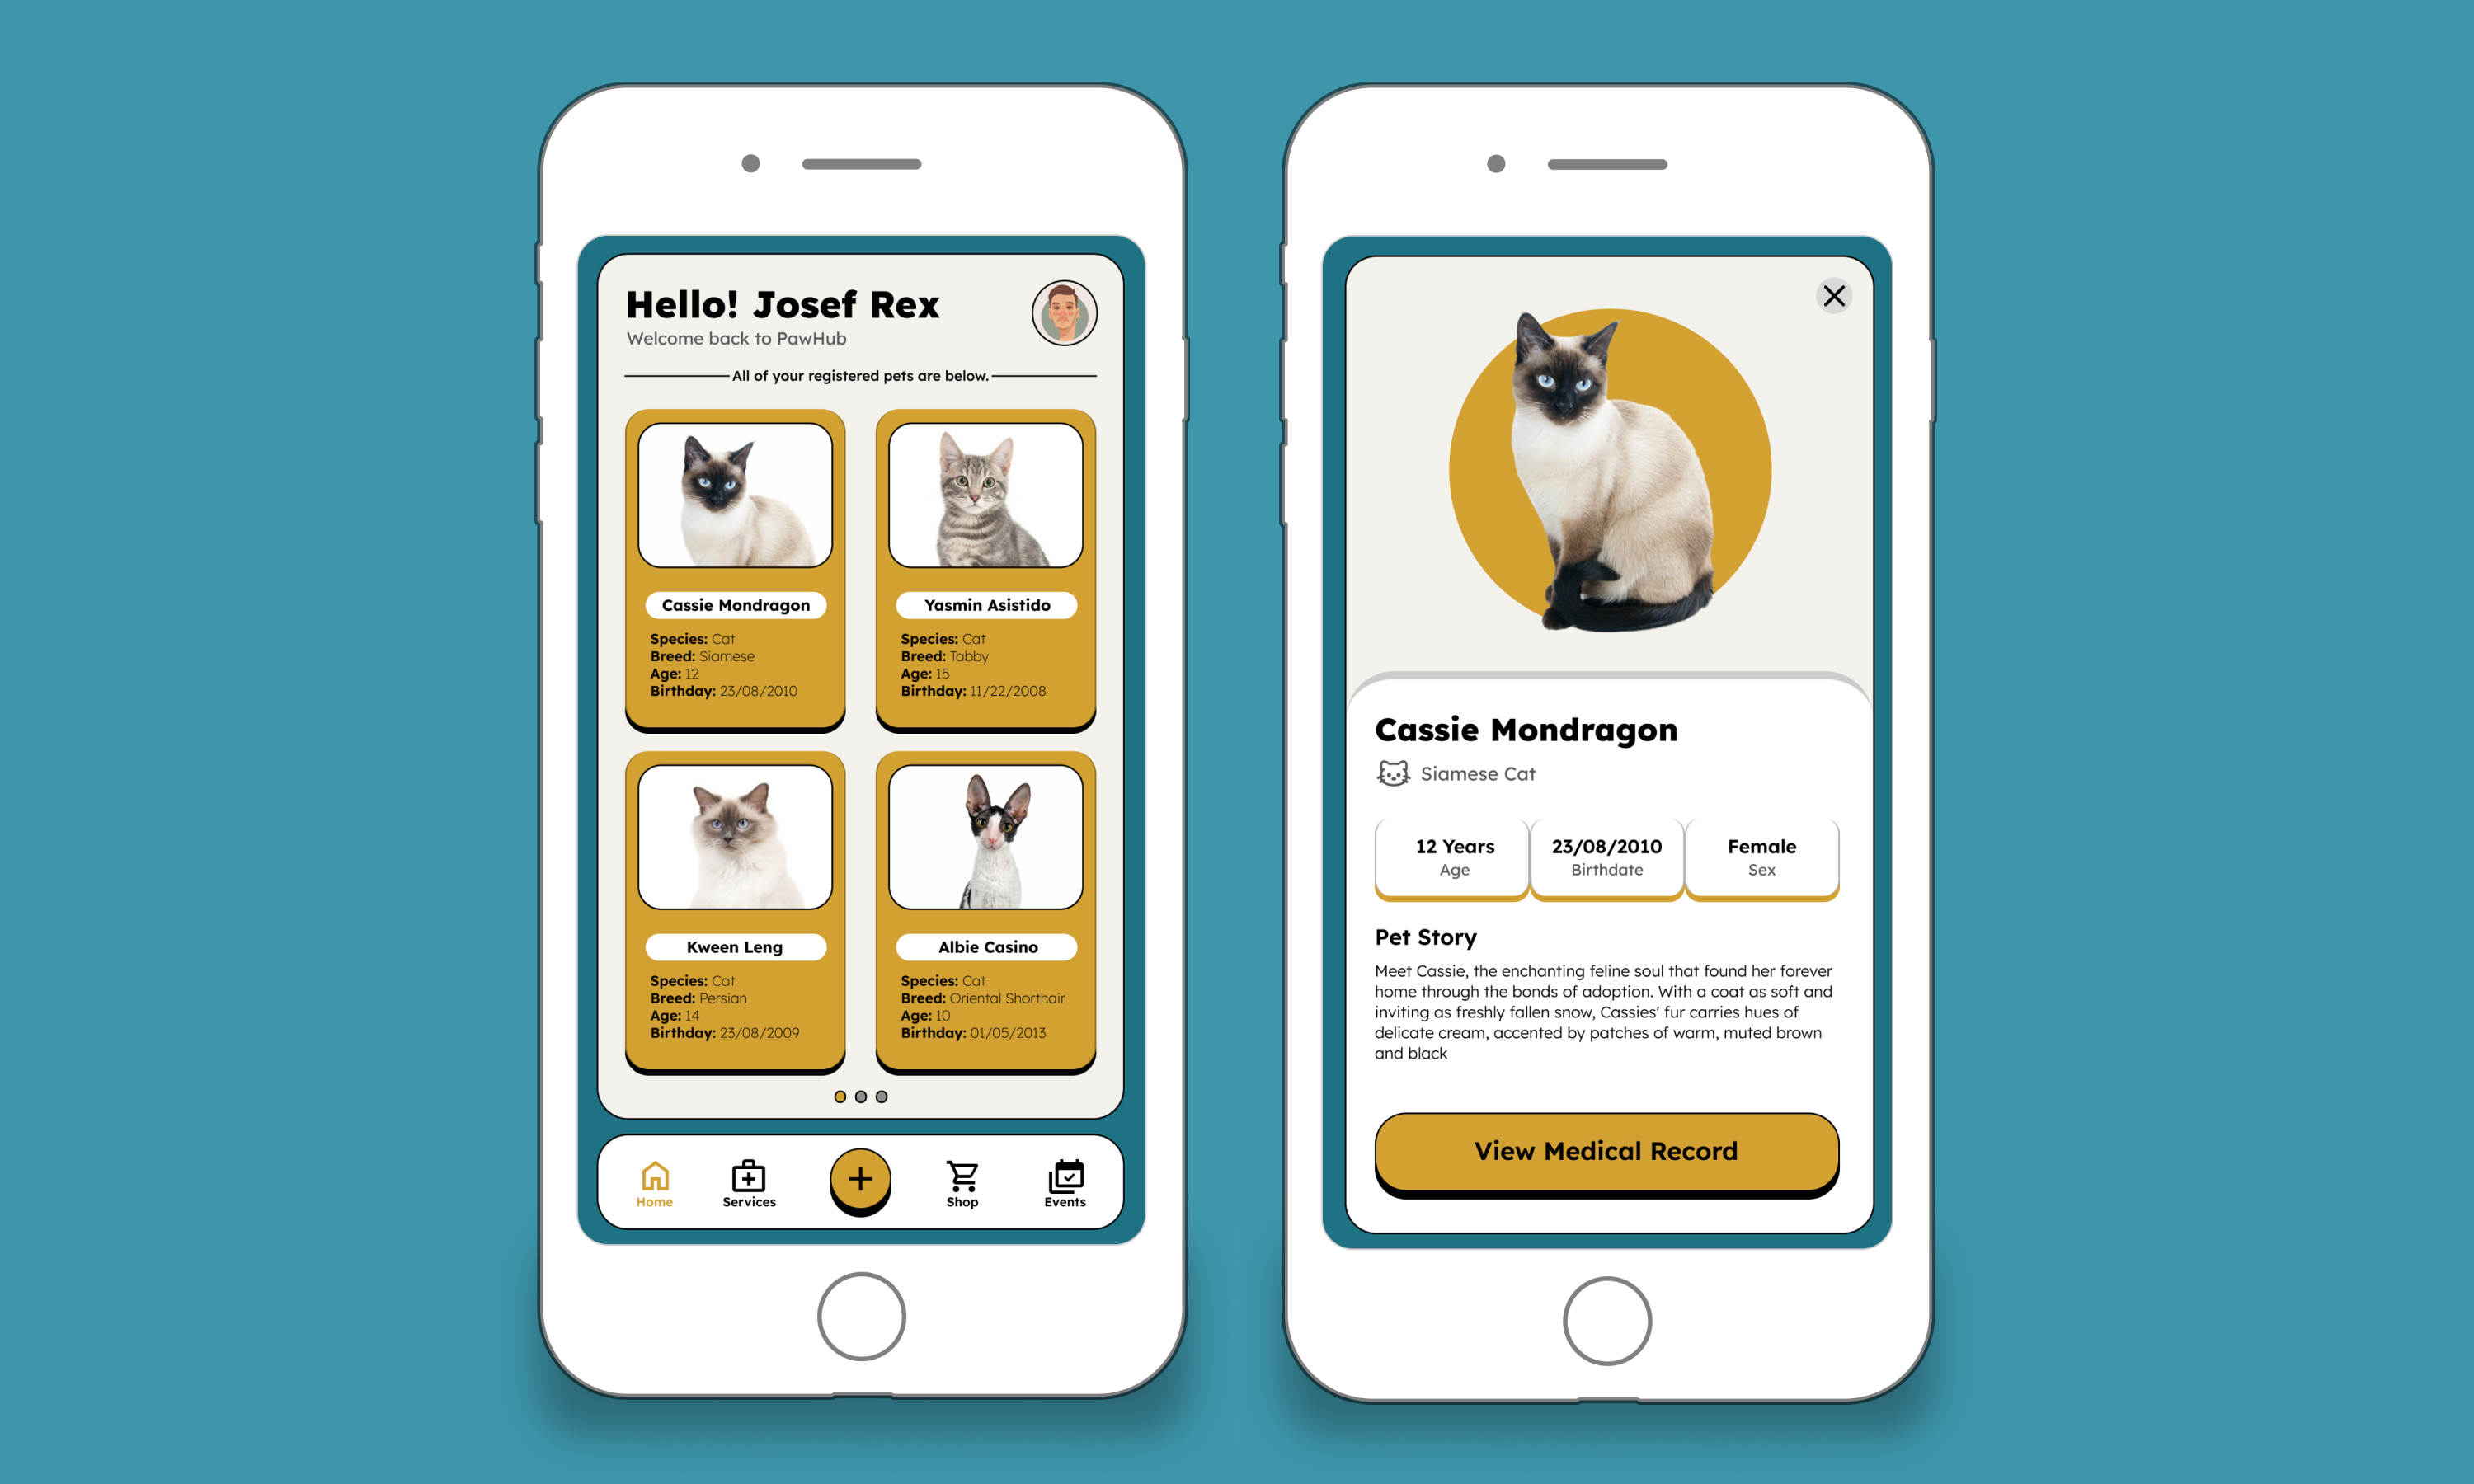 Hello! Josef Rex
Welcome back to PawHub
All of your registered pets are below.
Cassie Mondragon
Species: Cat
Breed: Siamese
Age: 12
Birthday: 23/08/2010
Yasmin Asistido
Species: Cat
Breed: Tabby
Age: 15
Birthday: 11/22/2008
Kween Leng
Species: Cat
Breed: Persian
Age: 14
Birthday: 23/08/2009
Albie Casino
Species: Cat
Breed: Oriental Shorthair
Age: 10
Birthday: 01/05/2013
Home
Services
Shop
Events
Cassie Mondragon
Siamese Cat
12 Years
Age
23/08/2010
Birthdate
Female
Sex
Pet Story
Meet Cassie, the enchanting feline soul that found her forever
home through the bonds of adoption. With a coat as soft and
inviting as freshly fallen snow, Cassies' fur carries hues of
delicate cream, accented by patches of warm, muted brown
and black
View Medical Record